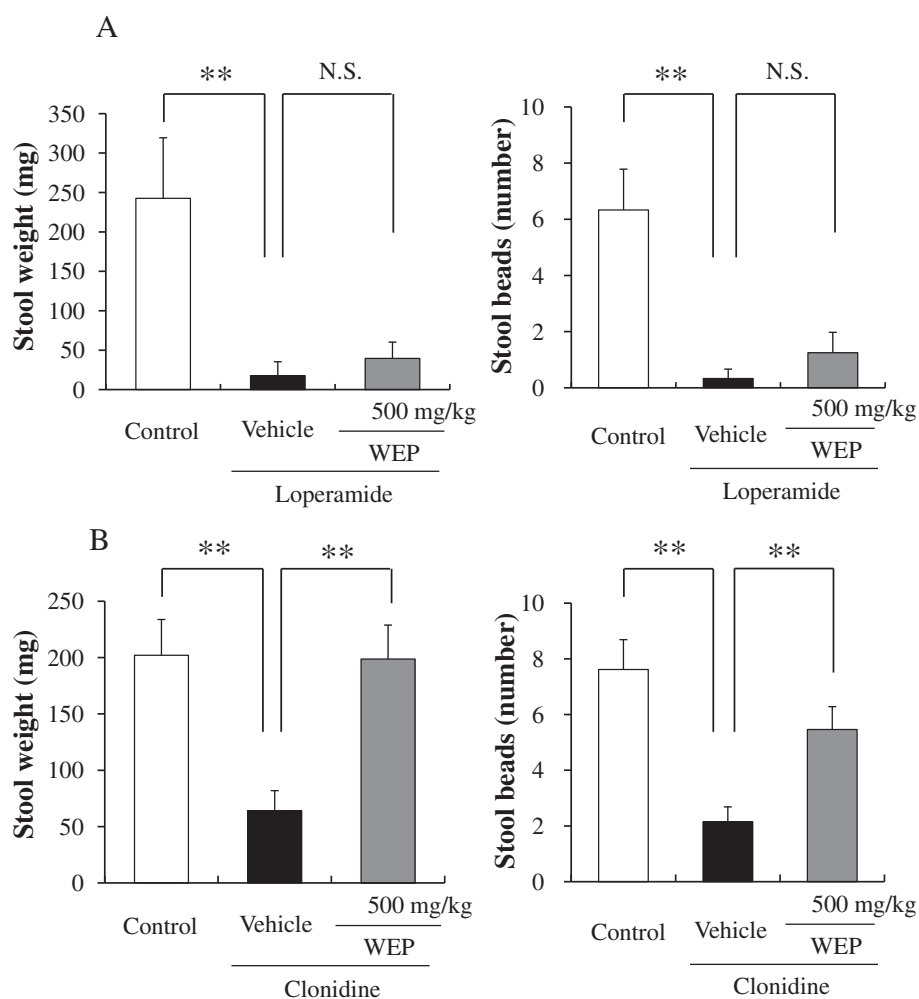 A
** N.S.
Stool weight (mg)
350
300
250
200
150
100
50
0
Control Vehicle 500 mg/kg
WEP
Loperamide
** N.S.
Stool beads (number)
10
8
6
4
2
0
Control Vehicle 500 mg/kg
WEP
Loperamide
B
** **
Stool weight (mg)
250
200
150
100
50
0
Control Vehicle 500 mg/kg
WEP
Clonidine
** **
Stool beads (number)
10
8
6
4
2
0
Control Vehicle 500 mg/kg
WEP
Clonidine